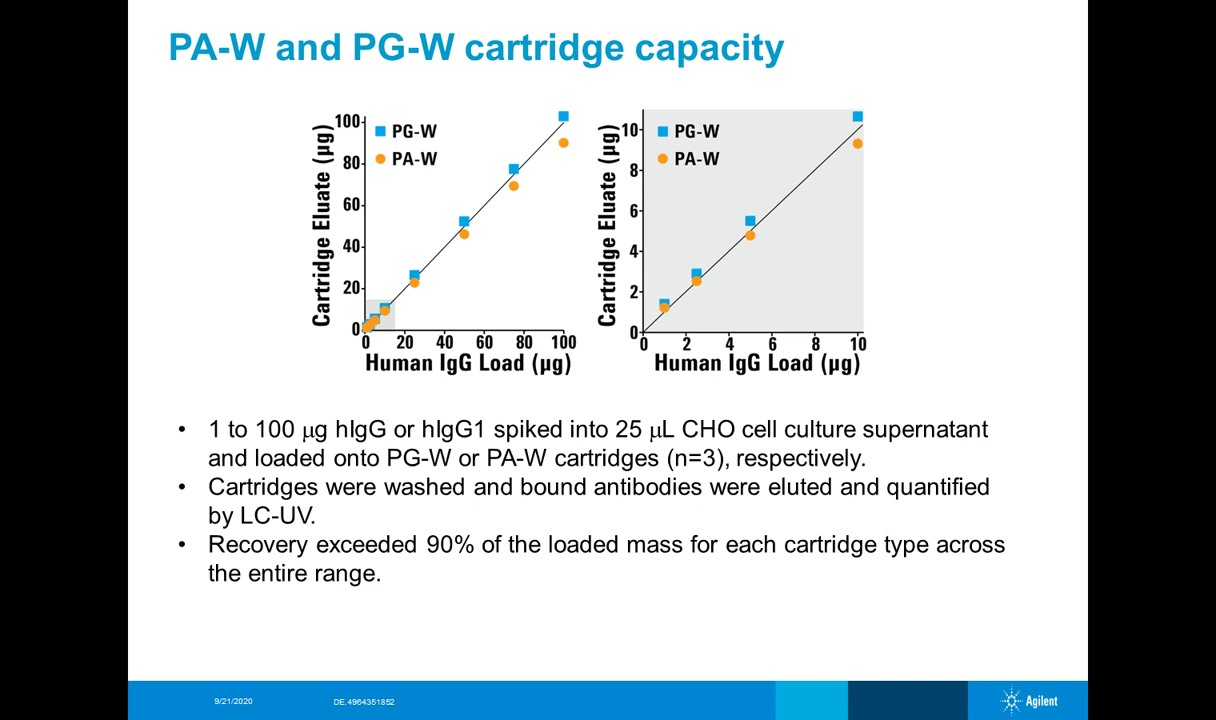 PA-W and PG-W cartridge capacity
Cartridge Eluate (µg)
100
80
60
40
20
0
PG-W
PA-W
0 20 40 60 80 100
Human IgG Load (µg)
Cartridge Eluate (µg)
10
8
6
4
2
0
PG-W
PA-W
0 2 4 6 8 10
Human IgG Load (µg)
• 1 to 100 µg hIgG or hIgG1 spiked into 25 µL CHO cell culture supernatant
and loaded onto PG-W or PA-W cartridges (n=3), respectively.
• Cartridges were washed and bound antibodies were eluted and quantified
by LC-UV.
• Recovery exceeded 90% of the loaded mass for each cartridge type across
the entire range.
9/21/2020
DE.4964351852
Agilent